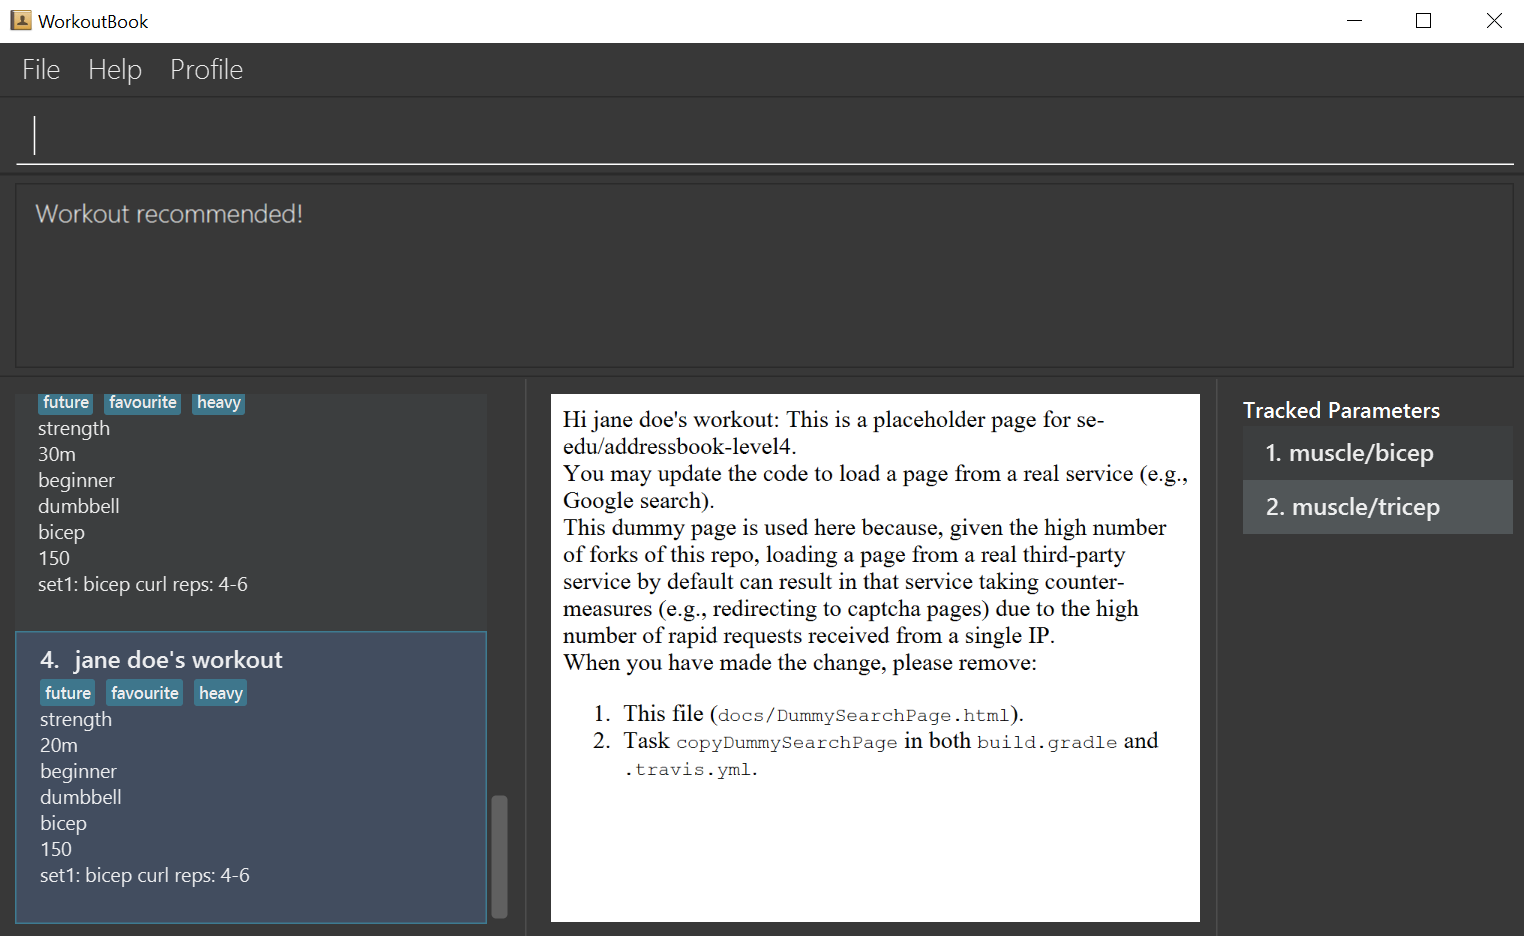 WorkoutBook
File Help Profile
Workout recommended!
future favourite heavy
strength
30m
beginner
dumbbell
bicep
150
set1: bicep curl reps: 4-6
4. jane doe's workout
future favourite heavy
strength
20m
beginner
dumbbell
bicep
150
set1: bicep curl reps: 4-6
Hi jane doe's workout: This is a placeholder page for se-
edu/addressbook-level4.
You may update the code to load a page from a real service (e.g.,
Google search).
This dummy page is used here because, given the high number
of forks of this repo, loading a page from a real third-party
service by default can result in that service taking counter-
measures (e.g., redirecting to captcha pages) due to the high
number of rapid requests received from a single IP.
When you have made the change, please remove:
1. This file (docs/DummySearchPage.html).
2. Task copyDummySearchPage in both build.gradle and
.travis.yml.
Tracked Parameters
1. muscle/bicep
2. muscle/tricep